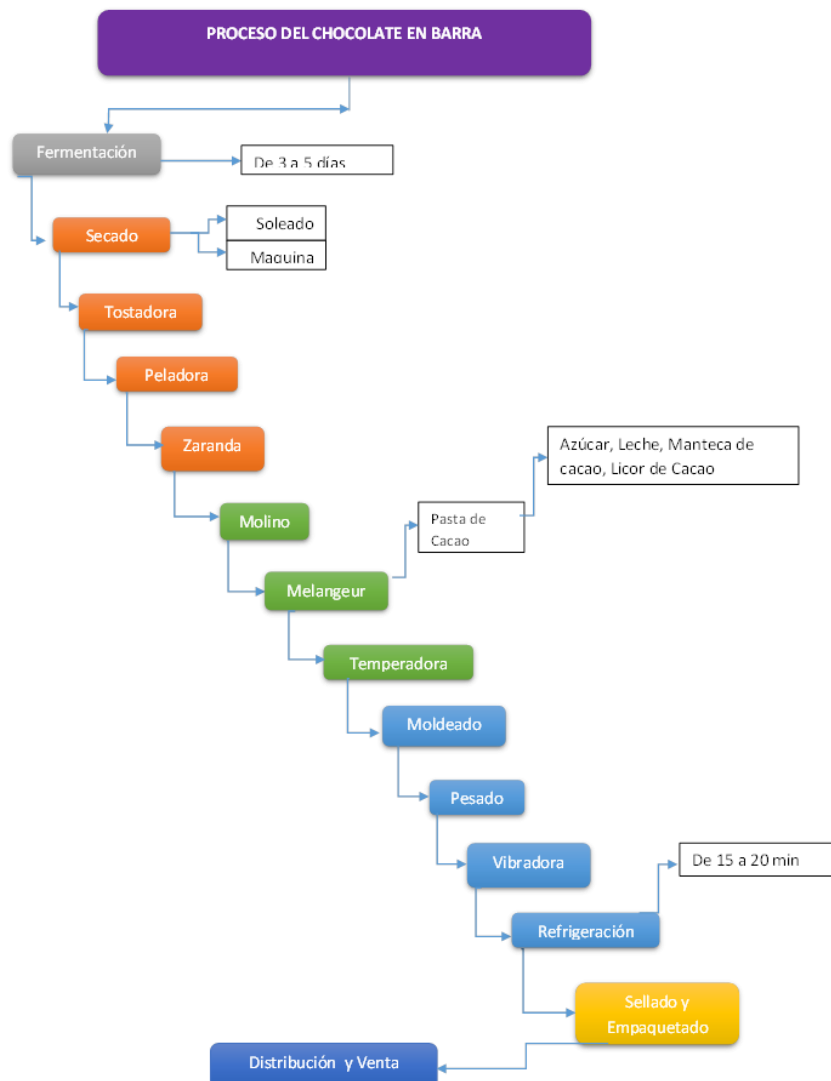 PROCESO DEL CHOCOLATE EN BARRA
Fermentación
De 3 a 5 días
Secado
Soleado
Maquina
Tostadora
Peladora
Zaranda
Azúcar, Leche, Manteca de
cacao, Licor de Cacao
Molino
Pasta de
Cacao
Melangeur
Temperadora
Moldeado
Pesado
Vibradora
De 15 a 20 min
Refrigeración
Sellado y
Empaquetado
Distribución y Venta